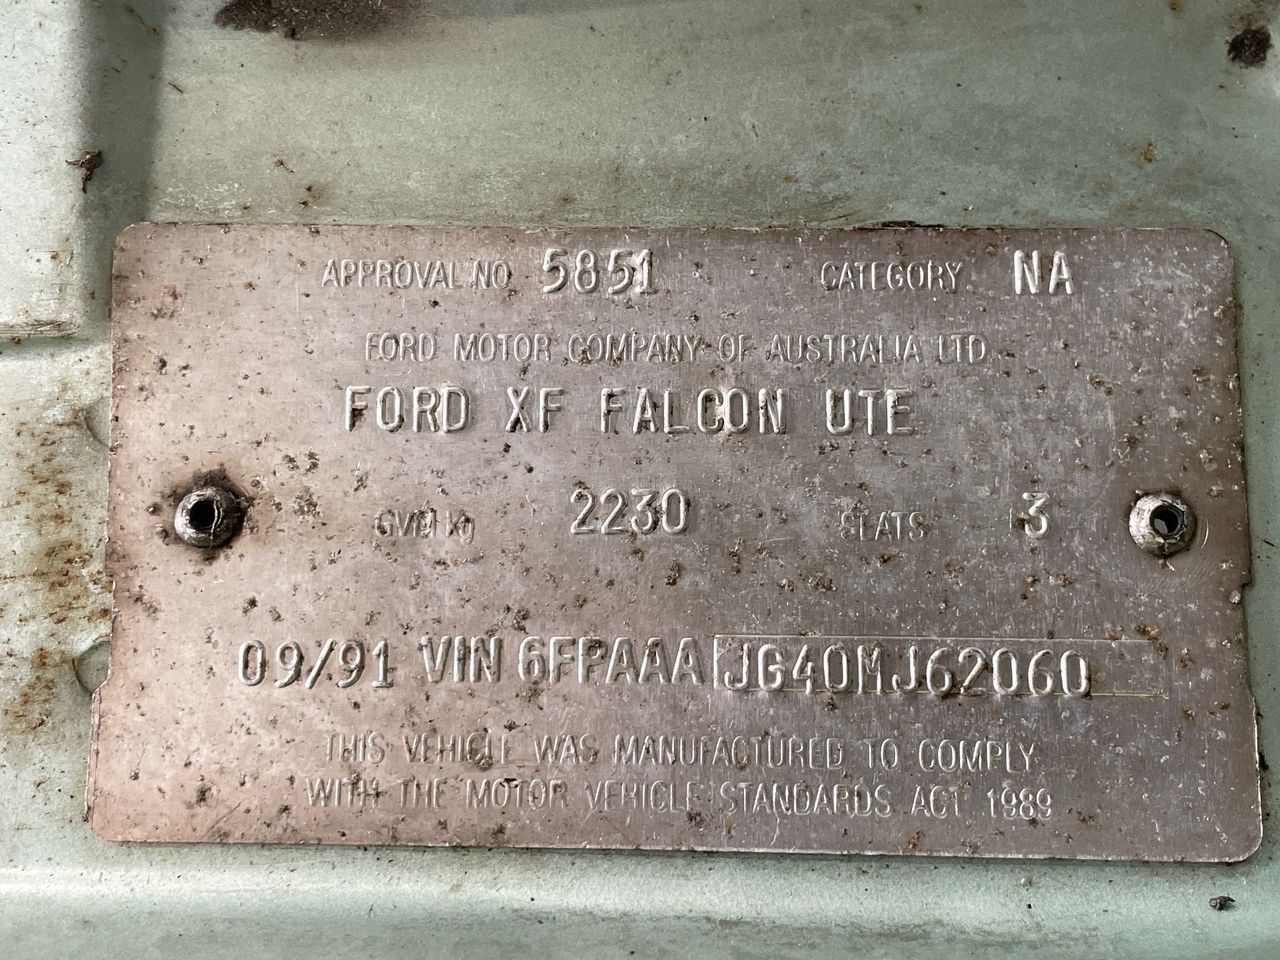 APPROVAL NO 5851 CATEGORY NA
FORD MOTOR COMPANY OF AUSTRALIA LTD
FORD XF FALCON UTE
GVM Kg 2230 SEATS 3
09/91 VIN 6FPAAAJG40MJ62060
THIS VEHICLE WAS MANUFACTURED TO COMPLY
WITH THE MOTOR VEHICLE STANDARDS ACT 1989